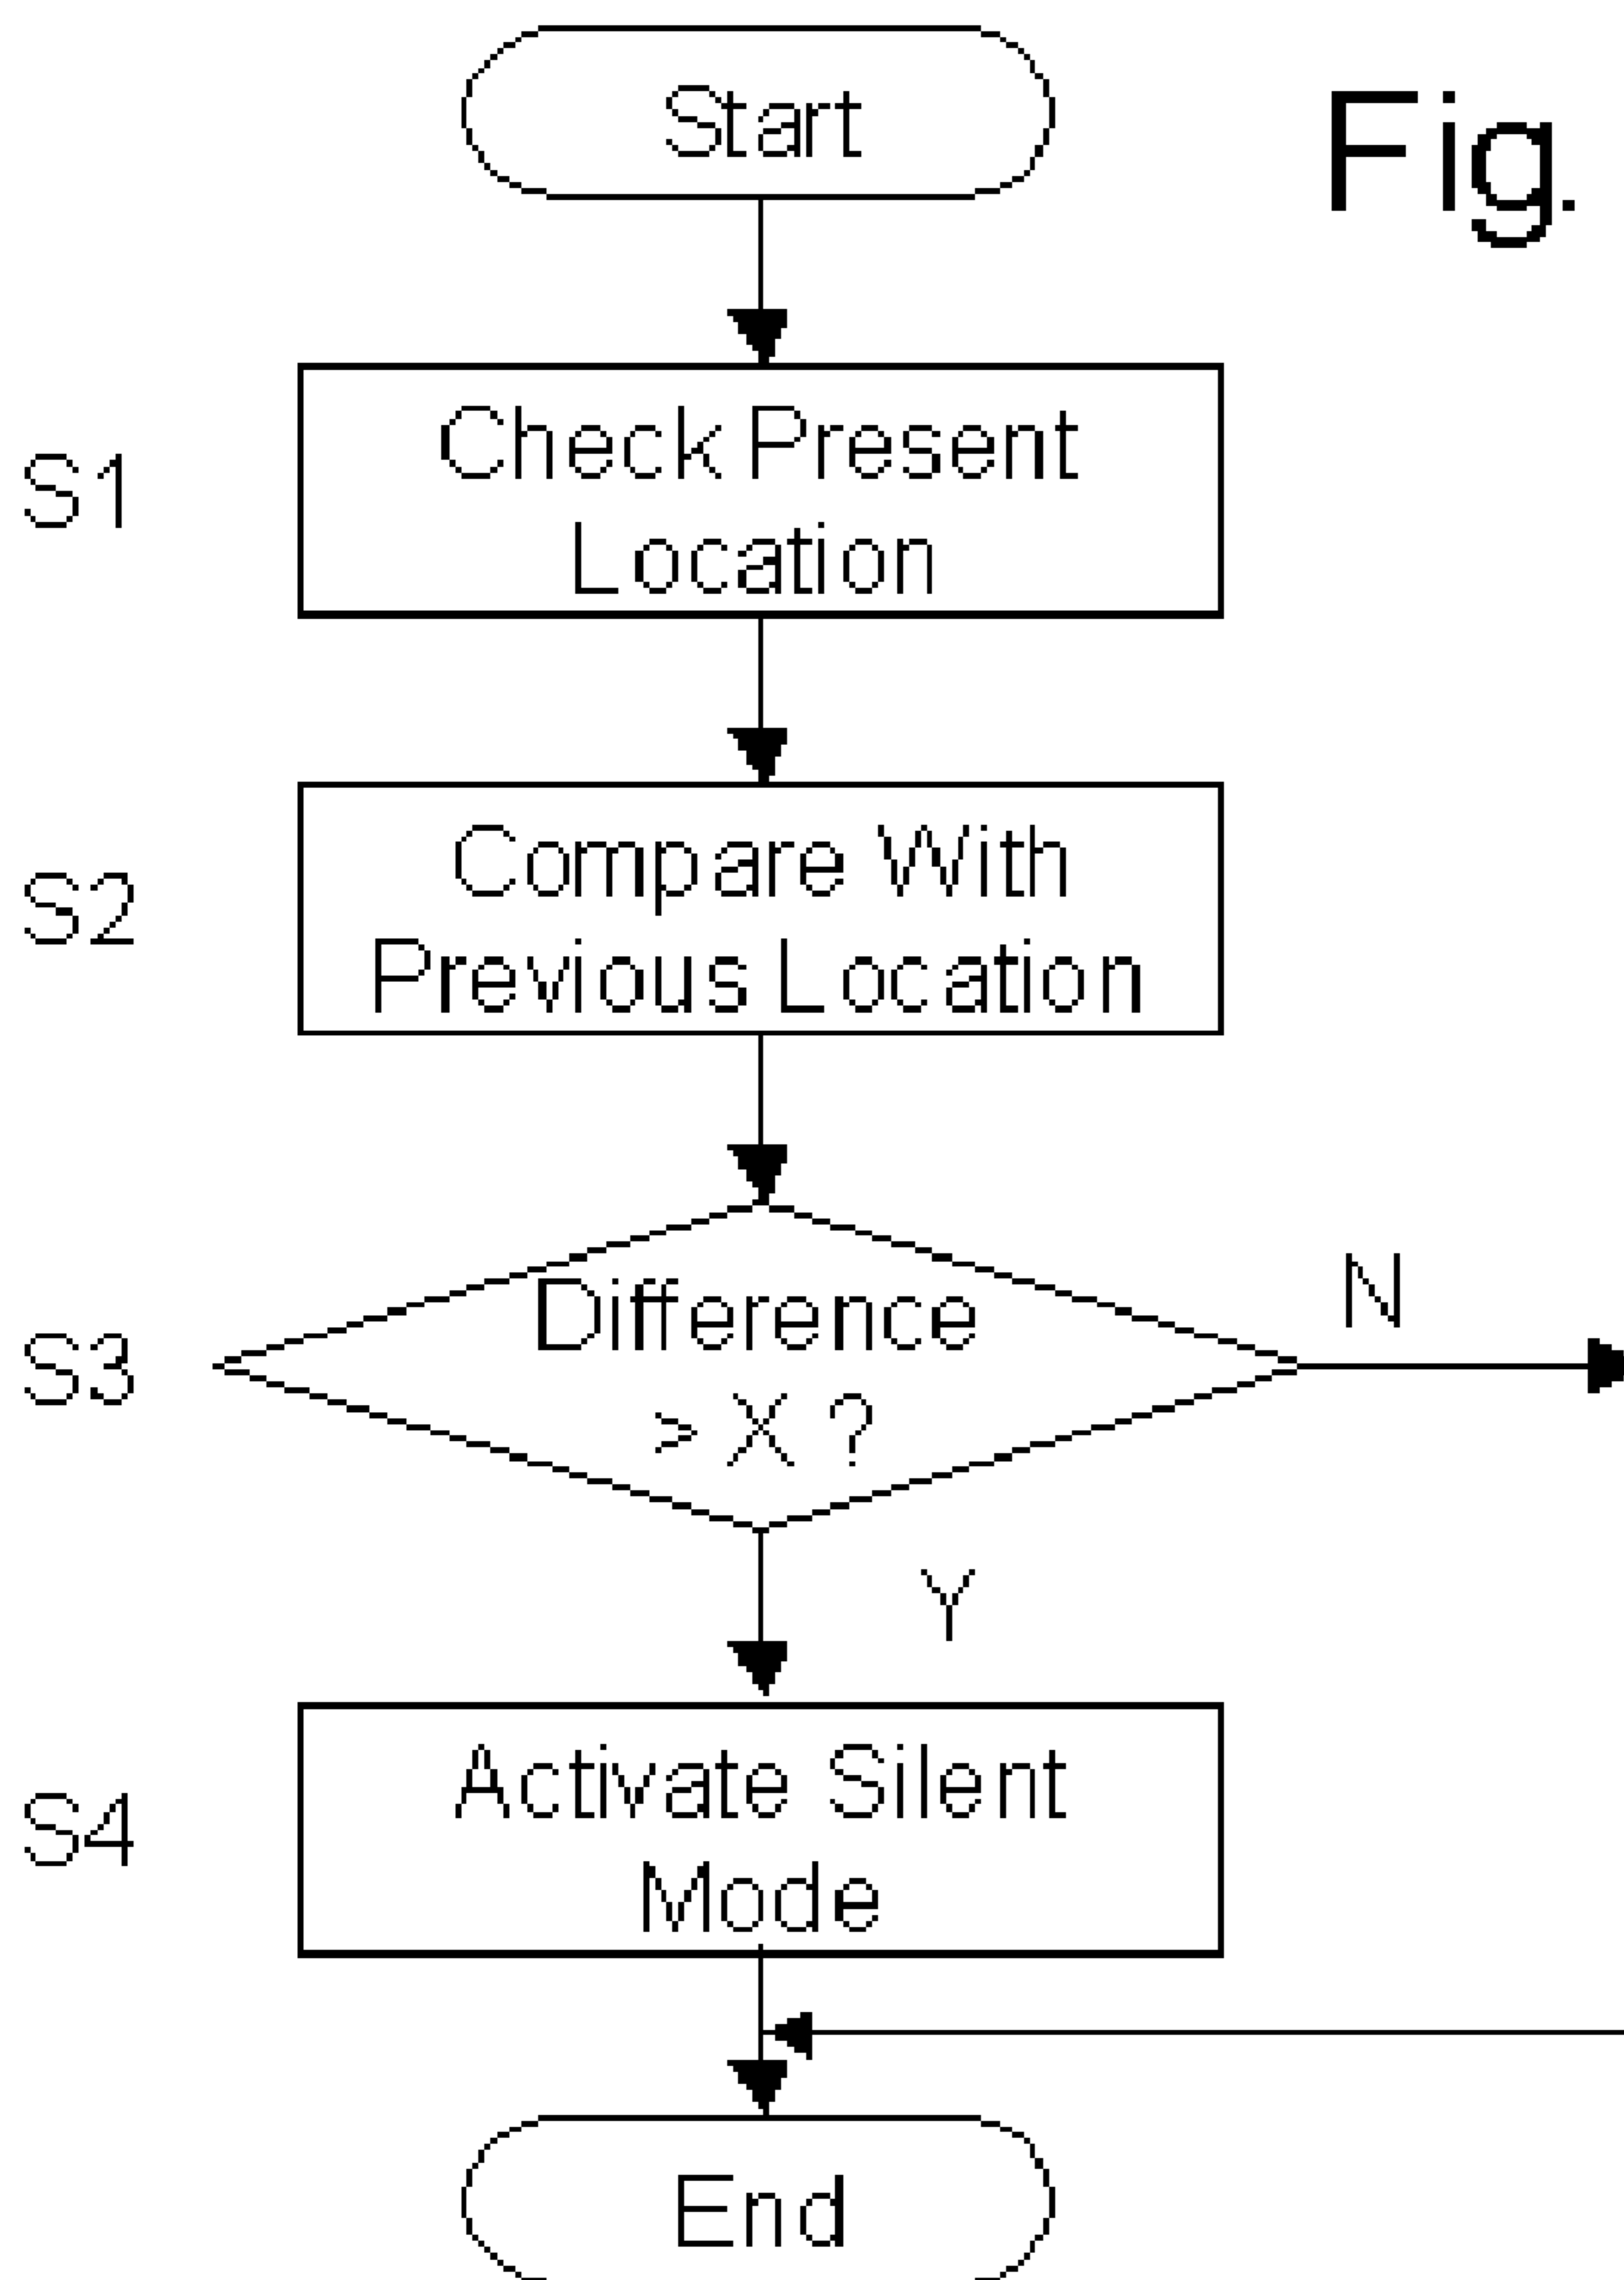 Start
Fig.
S1
Check Present
Location
S2
Compare With
Previous Location
S3
Difference
> X ?
N
Y
S4
Activate Silent
Mode
End